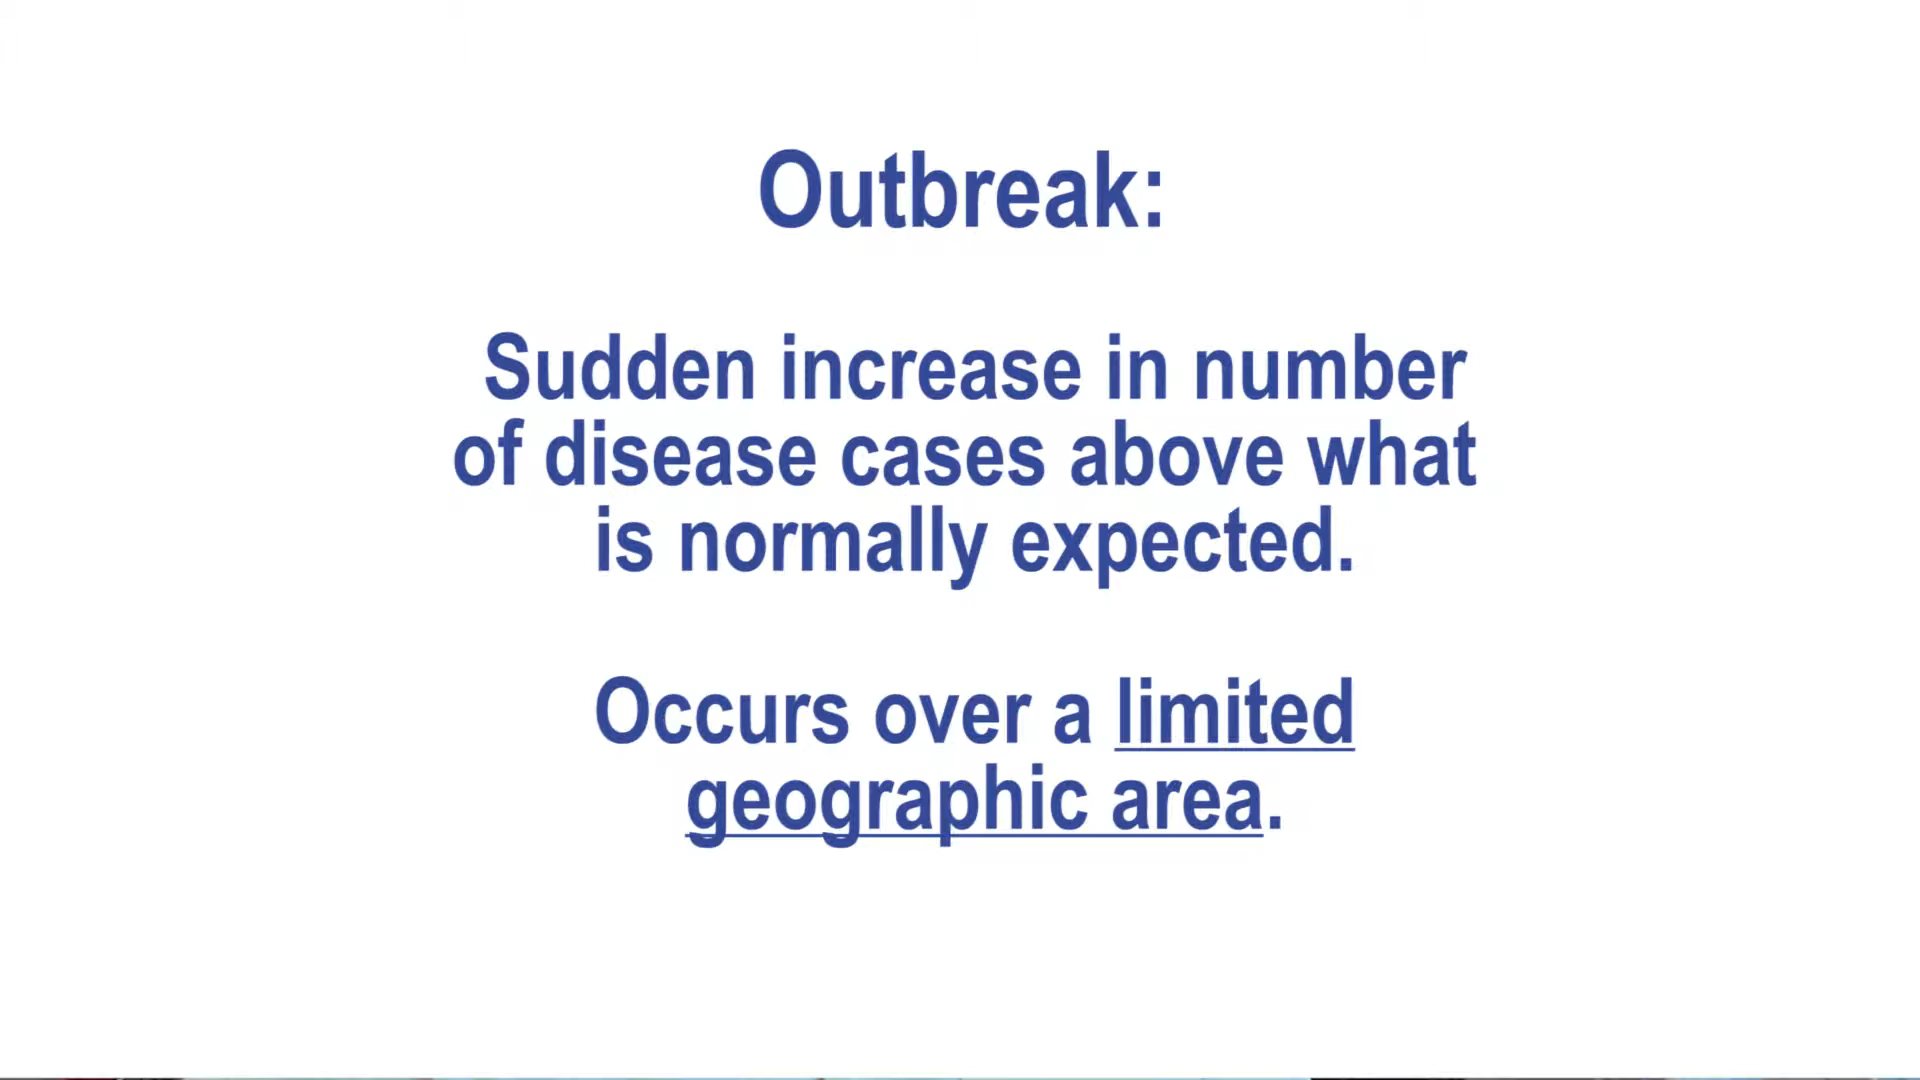 Outbreak:
Sudden increase in number
of disease cases above what
is normally expected.
Occurs over a limited
geographic area.